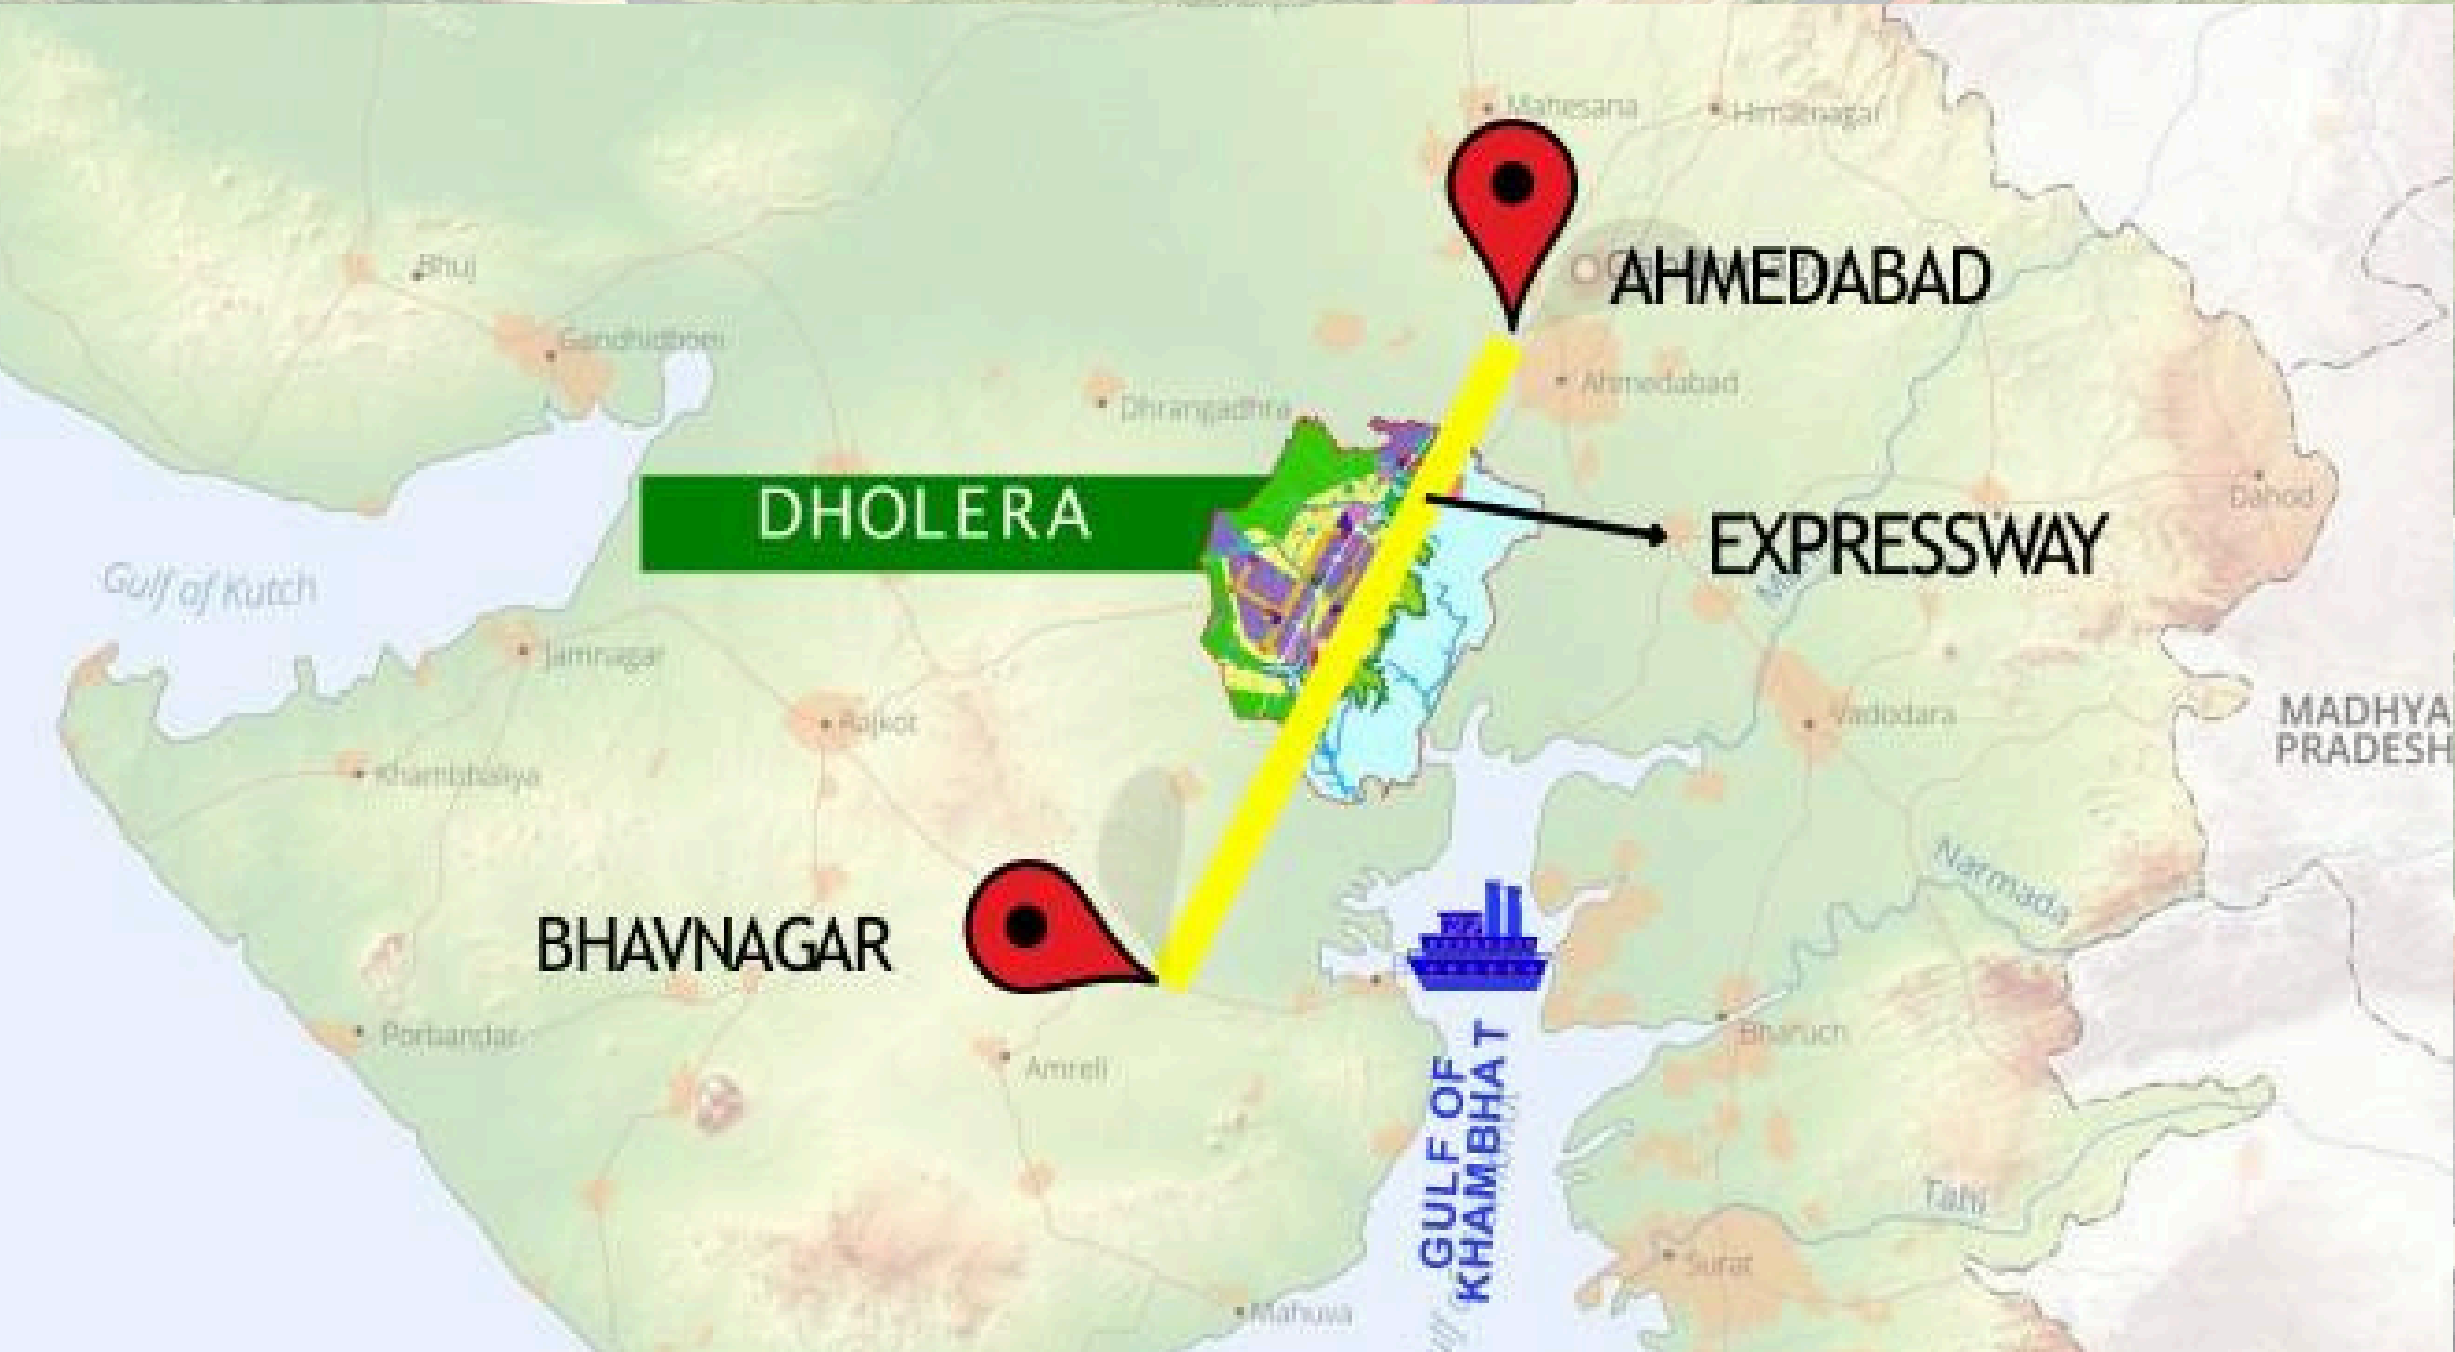 Mahesana
Himatnagar
AHMEDABAD
Bhuj
Gandhidham
Ahmedabad
Dhrangadhra
DHOLERA
Dahod
EXPRESSWAY
Gulf of Kutch
Jamnagar
MADHYA
PRADESH
Rajkot
Vadodara
Khambhaliya
Narmada
BHAVNAGAR
Porbandar
Bharuch
Amreli
GULF OF
KHAMBHAT
Tapi
Surat
Mahuva